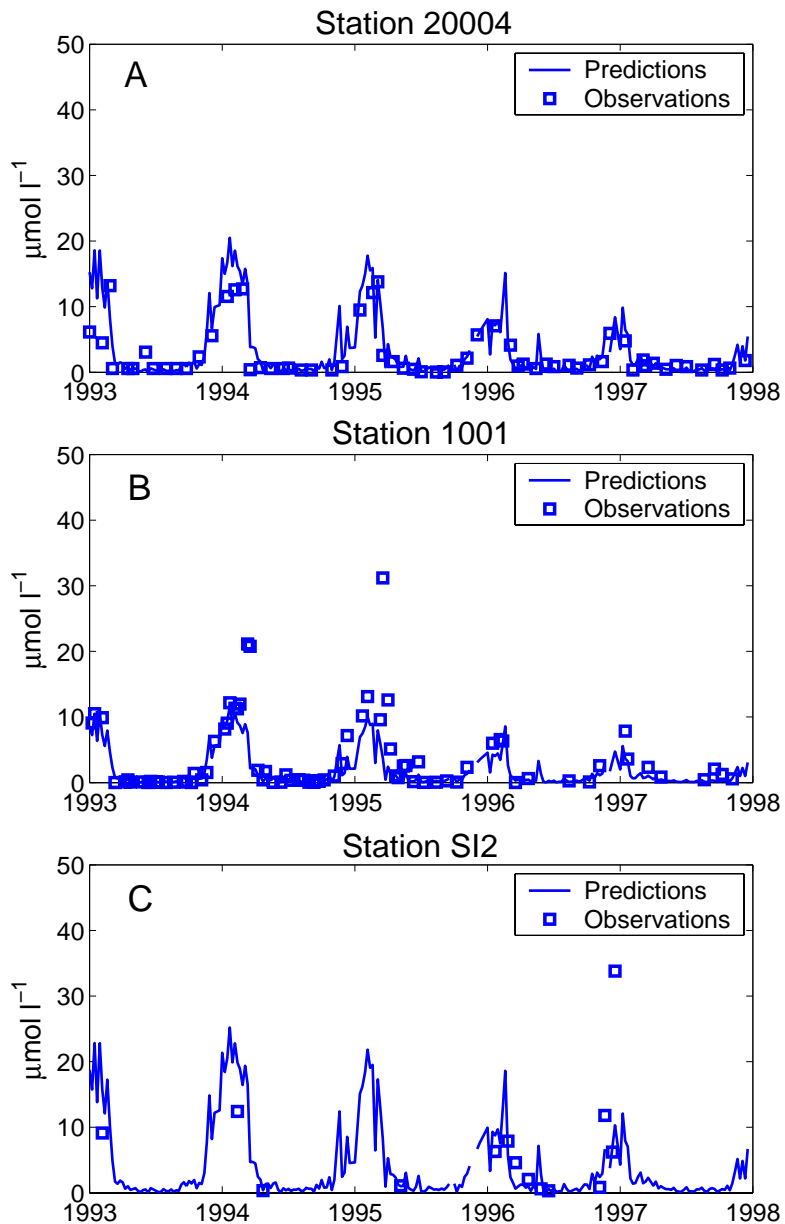 Station 20004
A
Predictions
Observations
µmol l⁻¹
50
40
30
20
10
0
1993 1994 1995 1996 1997 1998
Station 1001
B
Predictions
Observations
µmol l⁻¹
50
40
30
20
10
0
1993 1994 1995 1996 1997 1998
Station SI2
C
Predictions
Observations
µmol l⁻¹
50
40
30
20
10
0
1993 1994 1995 1996 1997 1998